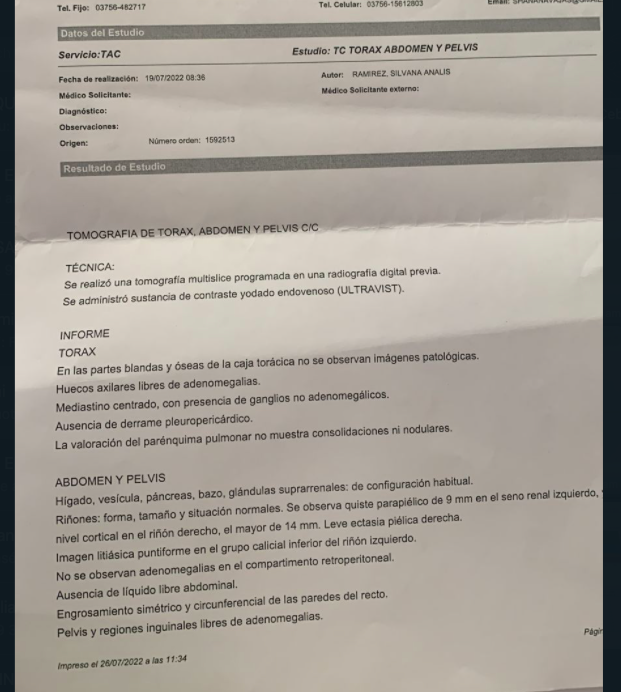 Tel. Fijo: 03756-482717
Tel. Celular: 03756-15612803
Datos del Estudio
Servicio:TAC
Estudio: TC TORAX ABDOMEN Y PELVIS
Fecha de realización: 19/07/2022 08:36
Autor: RAMIREZ, SILVANA ANALIS
Médico Solicitante:
Médico Solicitante externo:
Diagnóstico:
Observaciones:
Origen:
Número orden: 1592513
Resultado de Estudio
TOMOGRAFIA DE TORAX, ABDOMEN Y PELVIS C/C
TÉCNICA:
Se realizó una tomografía multislice programada en una radiografia digital previa.
Se administró sustancia de contraste yodado endovenoso (ULTRAVIST).
INFORME
TORAX
En las partes blandas y óseas de la caja torácica no se observan imágenes patológicas.
Huecos axilares libres de adenomegalias.
Mediastino centrado, con presencia de ganglios no adenomegálicos.
Ausencia de derrame pleuropericárdico.
La valoración del parénquima pulmonar no muestra consolidaciones ni nodulares.
ABDOMEN Y PELVIS
Hígado, vesícula, páncreas, bazo, glándulas suprarrenales: de configuración habitual.
Riñones: forma, tamaño y situación normales. Se observa quiste parapiélico de 9 mm en el seno renal izquierdo,
nivel cortical en el riñón derecho, el mayor de 14 mm. Leve ectasia piélica derecha.
Imagen litiásica puntiforme en el grupo calicial inferior del riñón izquierdo.
No se observan adenomegalias en el compartimento retroperitoneal.
Ausencia de líquido libre abdominal.
Engrosamiento simétrico y circunferencial de las paredes del recto.
Pelvis y regiones inguinales libres de adenomegalias.
Impreso el 26/07/2022 a las 11:34